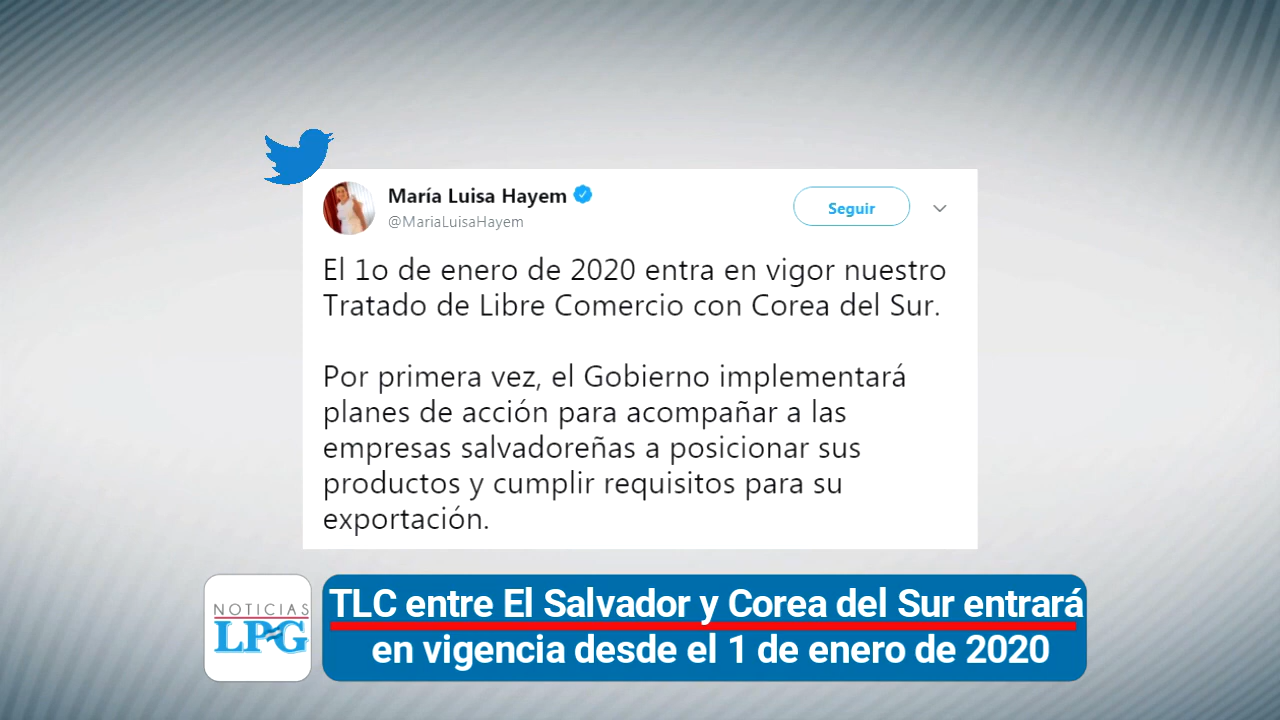 María Luisa Hayem
@MariaLuisaHayem
Seguir
El 1o de enero de 2020 entra en vigor nuestro
Tratado de Libre Comercio con Corea del Sur.
Por primera vez, el Gobierno implementará
planes de acción para acompañar a las
empresas salvadoreñas a posicionar sus
productos y cumplir requisitos para su
exportación.
NOTICIAS
LPG
TLC entre El Salvador y Corea del Sur entrará
en vigencia desde el 1 de enero de 2020